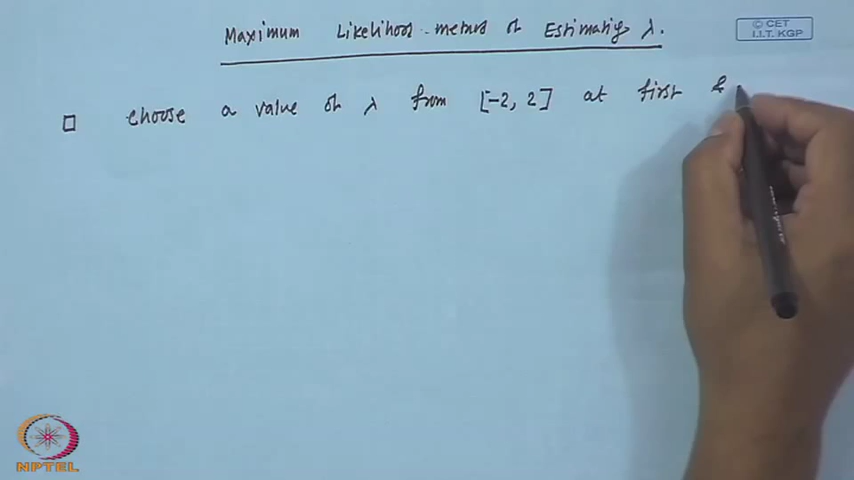 Maximum Likelihood method of Estimating λ.
© CET
I.I.T. KGP
□ choose a value of λ from [-2, 2] at first &
NPTEL